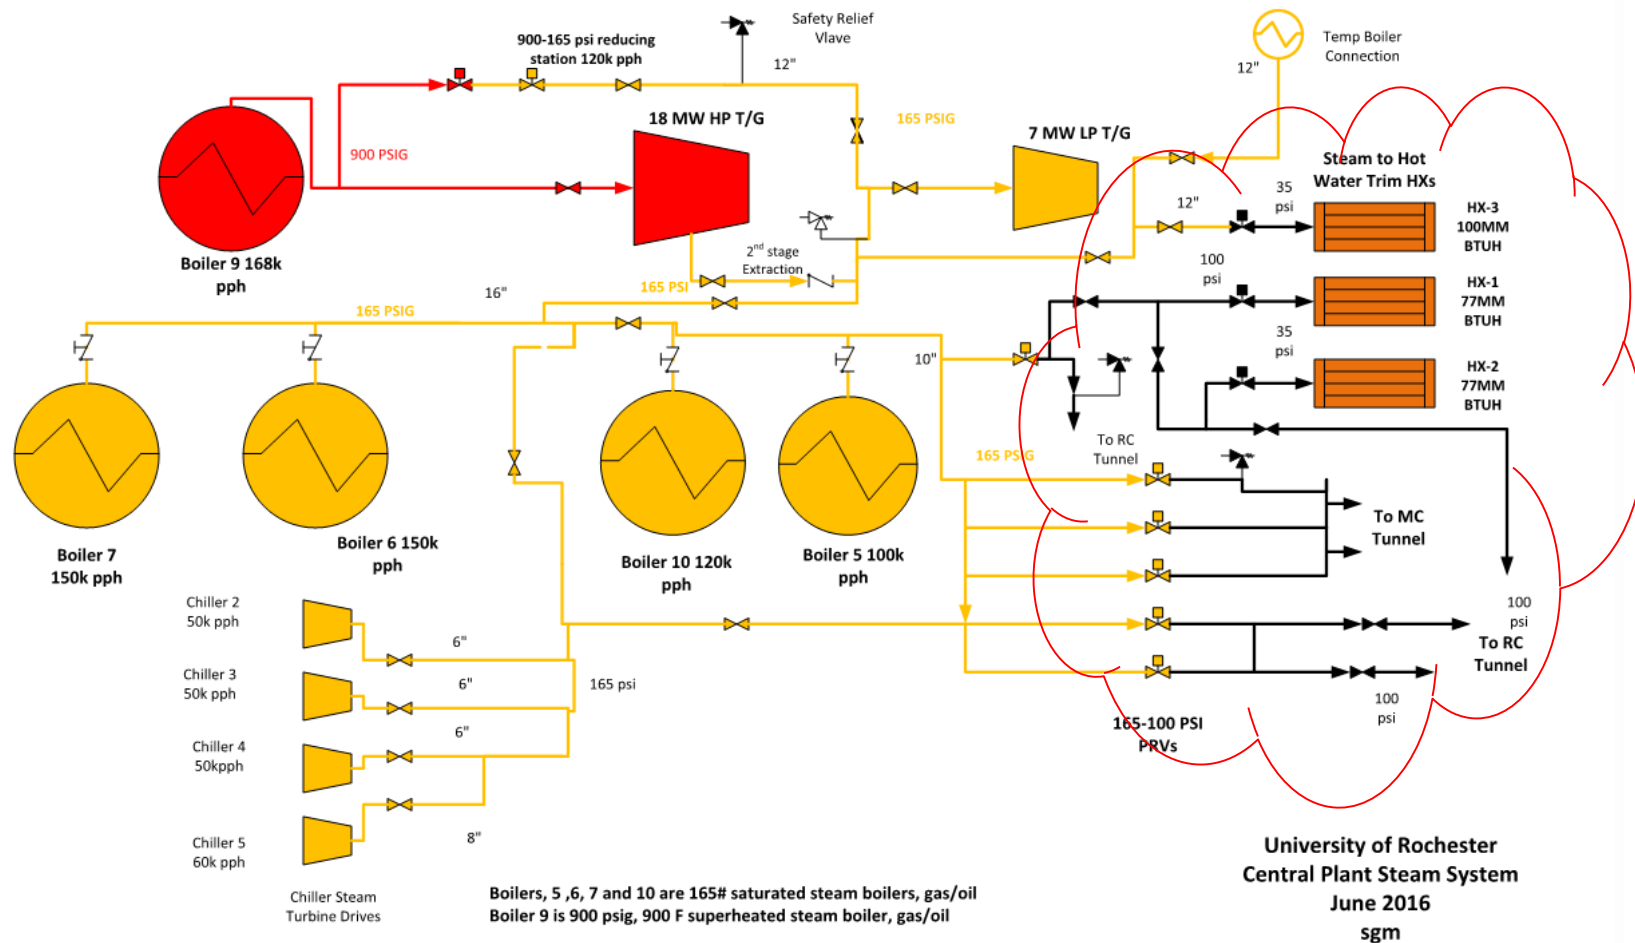 Safety Relief
Vlave
900-165 psi reducing
station 120k pph
12"
Temp Boiler
Connection
12"
18 MW HP T/G
165 PSIG
7 MW LP T/G
900 PSIG
Steam to Hot
Water Trim HXs
35
psi
12"
HX-3
100MM
BTUH
Boiler 9 168k
pph
2nd stage
Extraction
100
psi
165 PSI
16"
165 PSIG
HX-1
77MM
BTUH
35
psi
10"
HX-2
77MM
BTUH
To RC
Tunnel
165 PSIG
To MC
Tunnel
Boiler 7
150k pph
Boiler 6 150k
pph
Boiler 10 120k
pph
Boiler 5 100k
pph
Chiller 2
50k pph
6"
100
psi
To RC
Tunnel
Chiller 3
50k pph
6"
165 psi
100
psi
6"
165-100 PSI
PRVs
Chiller 4
50kpph
Chiller 5
60k pph
8"
Chiller Steam
Turbine Drives
Boilers, 5 ,6, 7 and 10 are 165# saturated steam boilers, gas/oil
Boiler 9 is 900 psig, 900 F superheated steam boiler, gas/oil
University of Rochester
Central Plant Steam System
June 2016
sgm